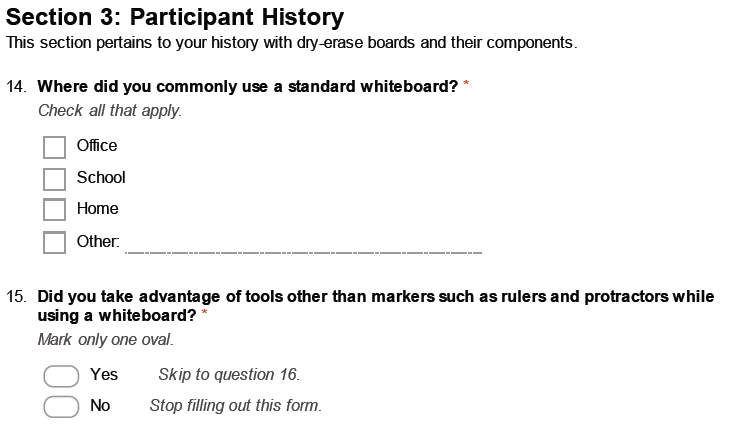 Section 3: Participant History
This section pertains to your history with dry-erase boards and their components.
14. Where did you commonly use a standard whiteboard? *
Check all that apply.
Office
School
Home
Other:
15. Did you take advantage of tools other than markers such as rulers and protractors while
using a whiteboard? *
Mark only one oval.
Yes Skip to question 16.
No Stop filling out this form.